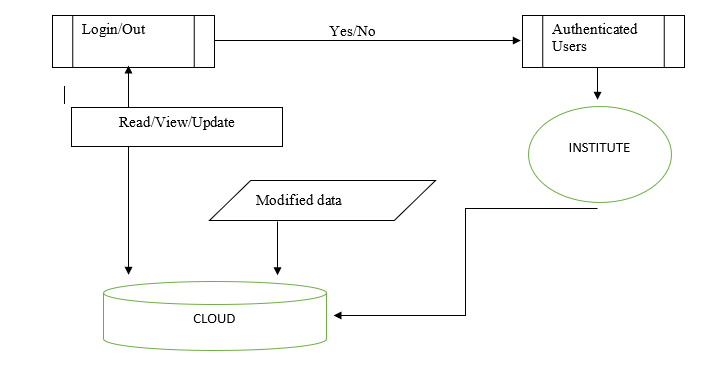 Login/Out
Yes/No
Authenticated
Users
Read/View/Update
INSTITUTE
Modified data
CLOUD